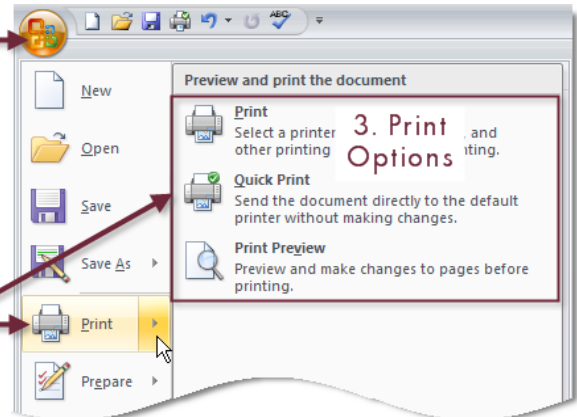 ABC
New
Open
Save
Save As
Print
Prepare
Preview and print the document
Print
Select a printer , and
other printing
3. Print
Options
Quick Print
Send the document directly to the default
printer without making changes.
Print Preview
Preview and make changes to pages before
printing.